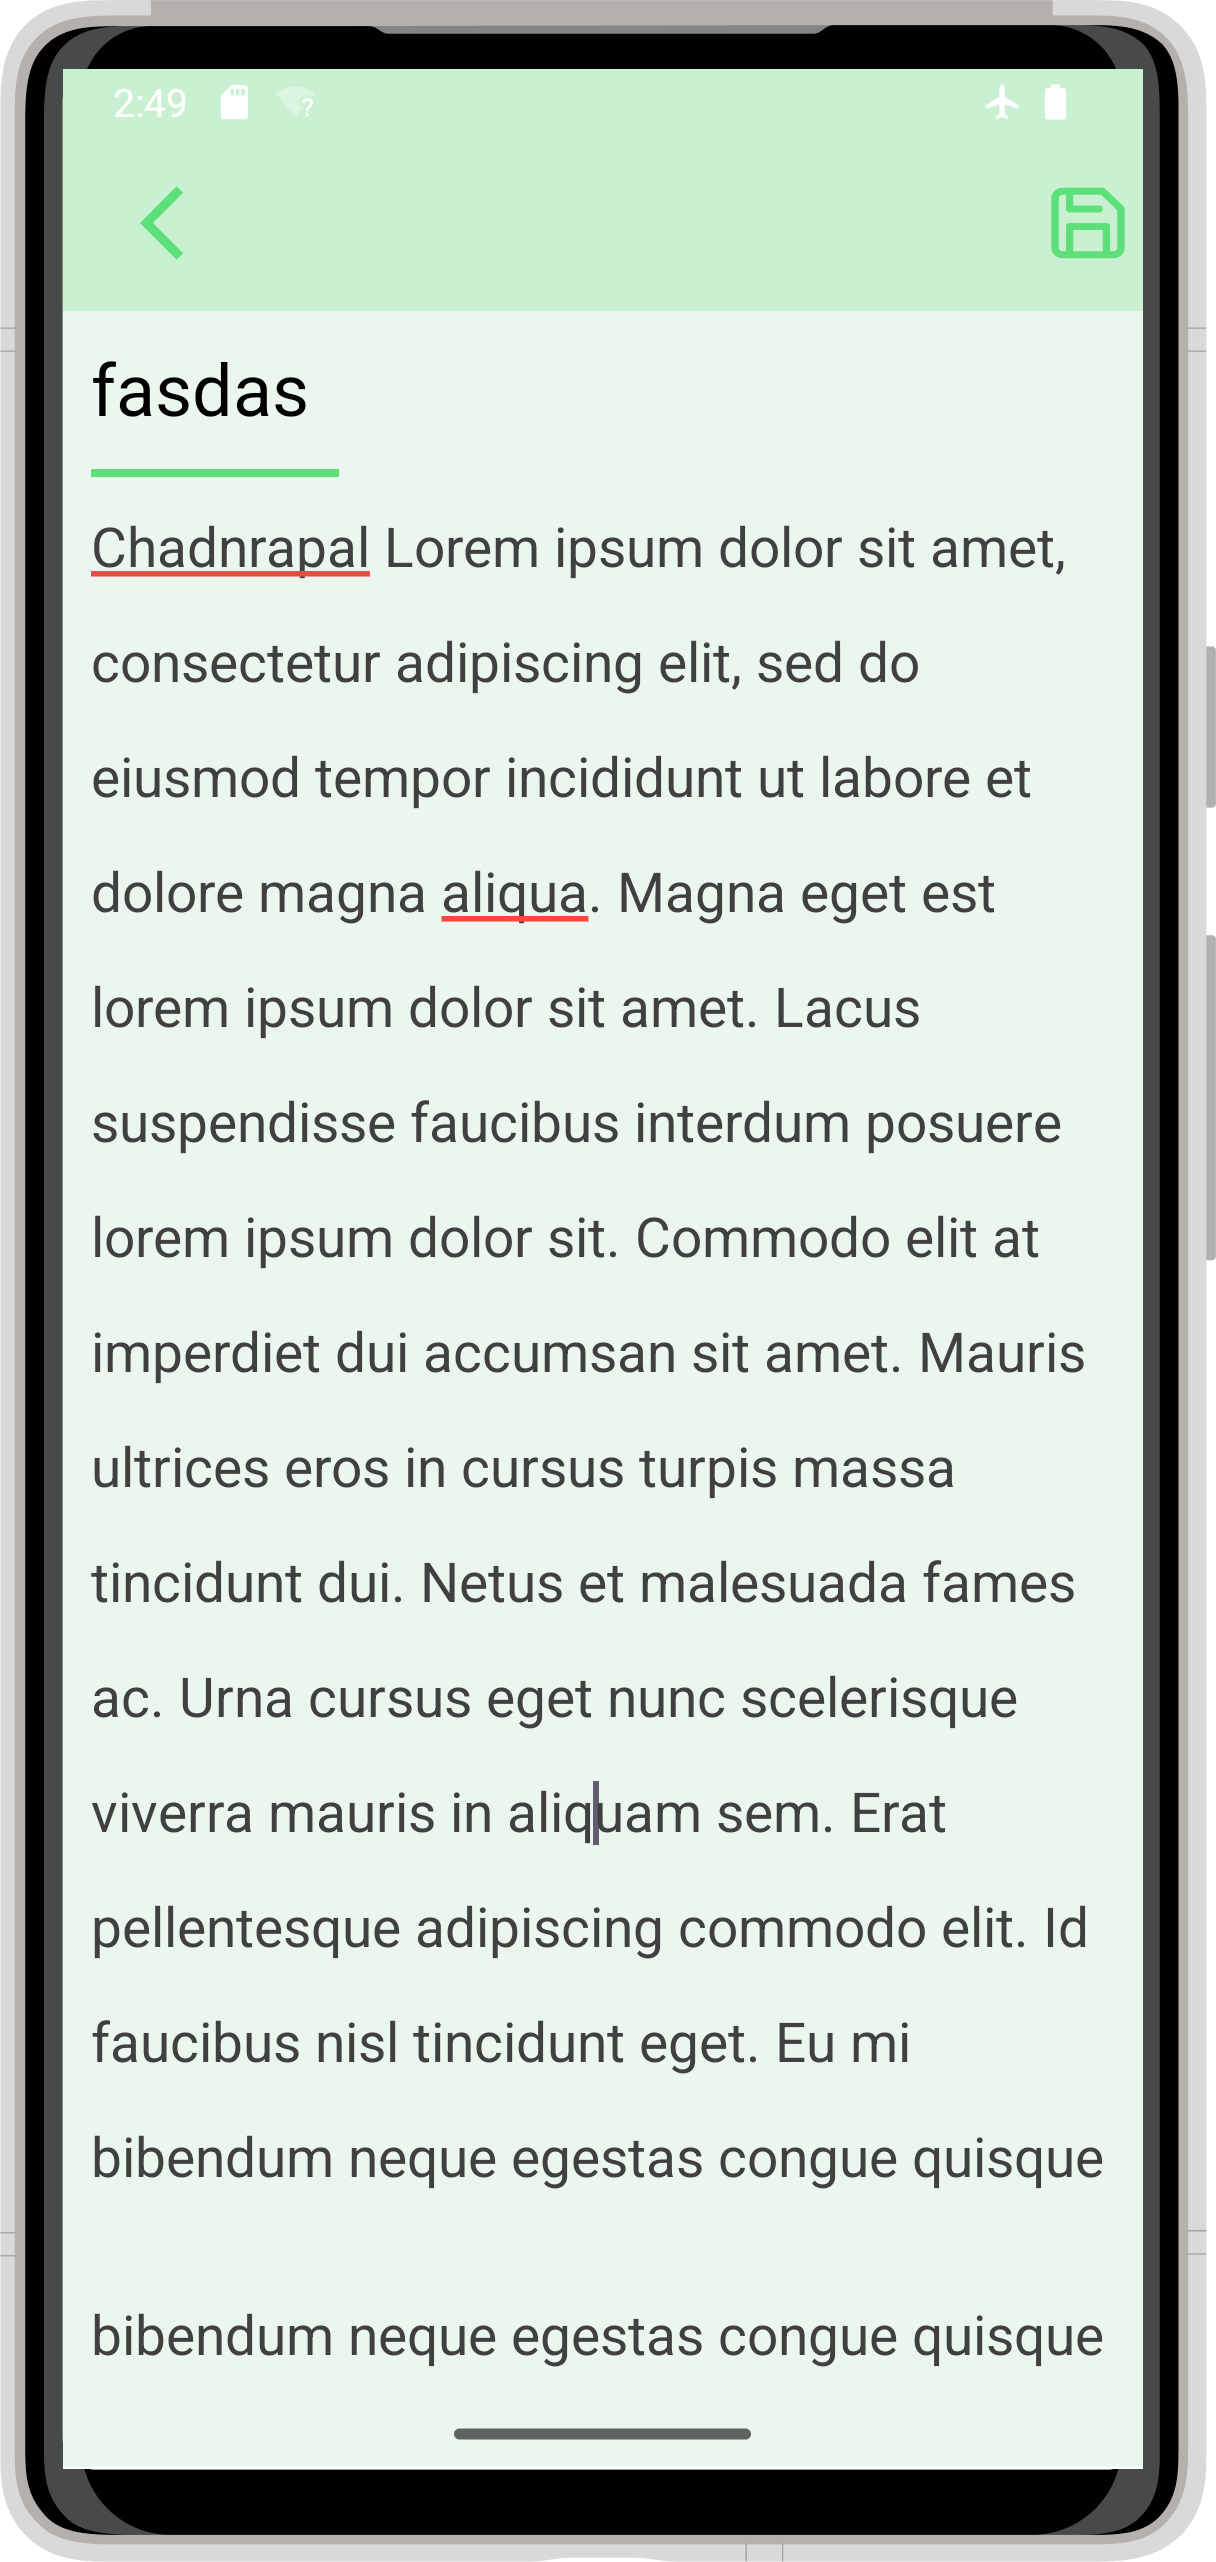 2:49
fasdas
Chadnrapal Lorem ipsum dolor sit amet,
consectetur adipiscing elit, sed do
eiusmod tempor incididunt ut labore et
dolore magna aliqua. Magna eget est
lorem ipsum dolor sit amet. Lacus
suspendisse faucibus interdum posuere
lorem ipsum dolor sit. Commodo elit at
imperdiet dui accumsan sit amet. Mauris
ultrices eros in cursus turpis massa
tincidunt dui. Netus et malesuada fames
ac. Urna cursus eget nunc scelerisque
viverra mauris in aliquam sem. Erat
pellentesque adipiscing commodo elit. Id
faucibus nisl tincidunt eget. Eu mi
bibendum neque egestas congue quisque
bibendum neque egestas congue quisque